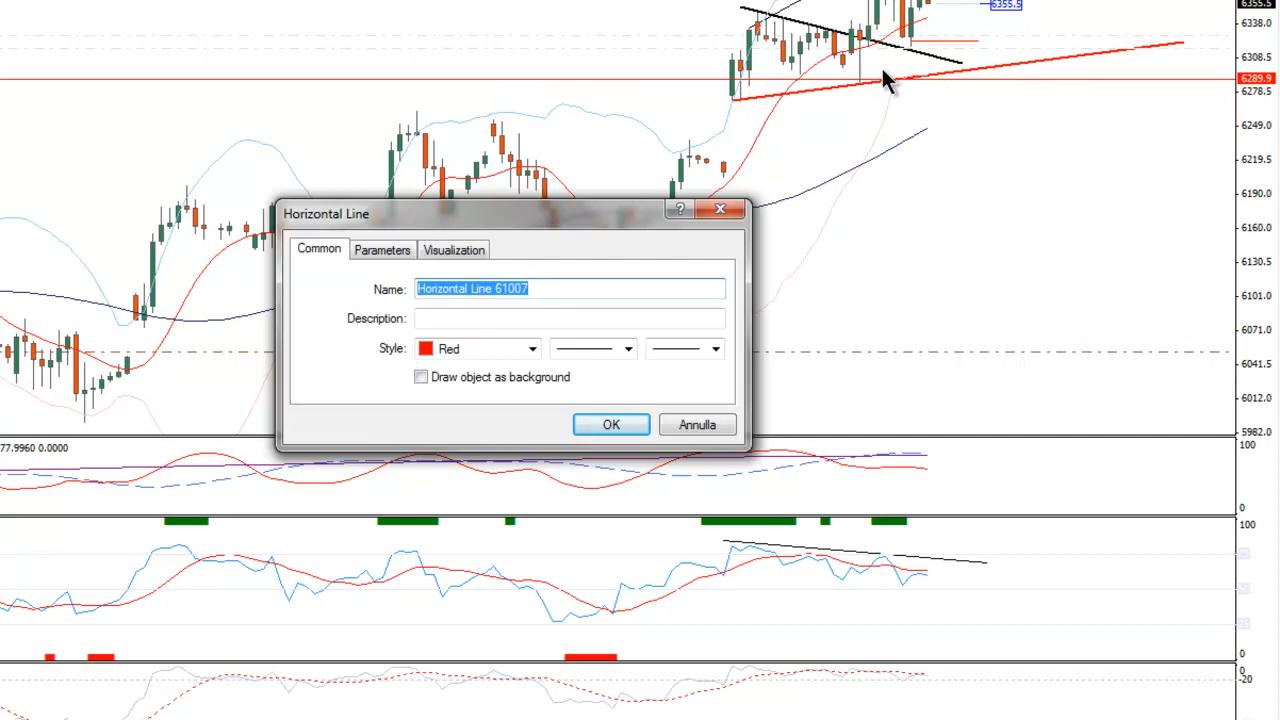 6355.5
6355.5
6338.0
6308.5
6289.9
6278.5
6249.0
6219.5
6190.0
6160.0
6130.5
6101.0
6071.0
6041.5
6012.0
5982.0
Horizontal Line
?
Common
Parameters
Visualization
Name:
Horizontal Line 61007
Description:
Style:
Red
Draw object as background
OK
Annulla
77.9960 0.0000
100
0
100
0
0
-20